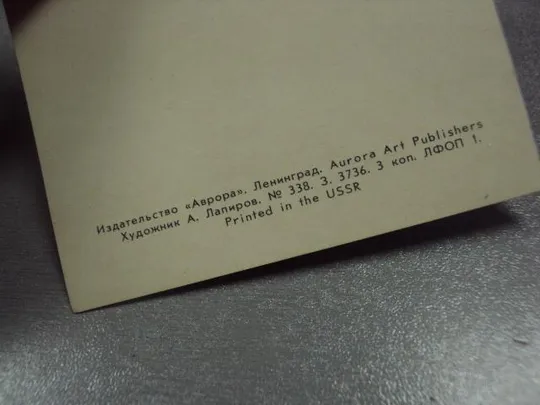 Издательство «Аврора». Ленинград. Aurora Art Publishers
Художник А. Лапиров. № 338. З. 3736. 3 коп. ЛФОП 1.
Printed in the USSR